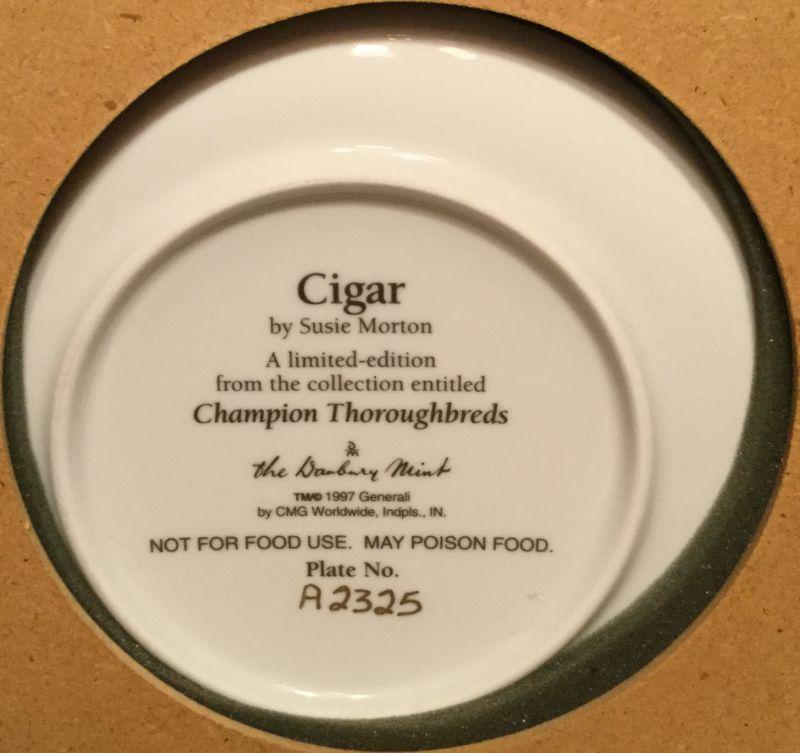 Cigar
by Susie Morton
A limited-edition
from the collection entitled
Champion Thoroughbreds
DM
the Danbury Mint
TM/© 1997 Generali
by CMG Worldwide, Indpls., IN.
NOT FOR FOOD USE. MAY POISON FOOD.
Plate No.
A2325